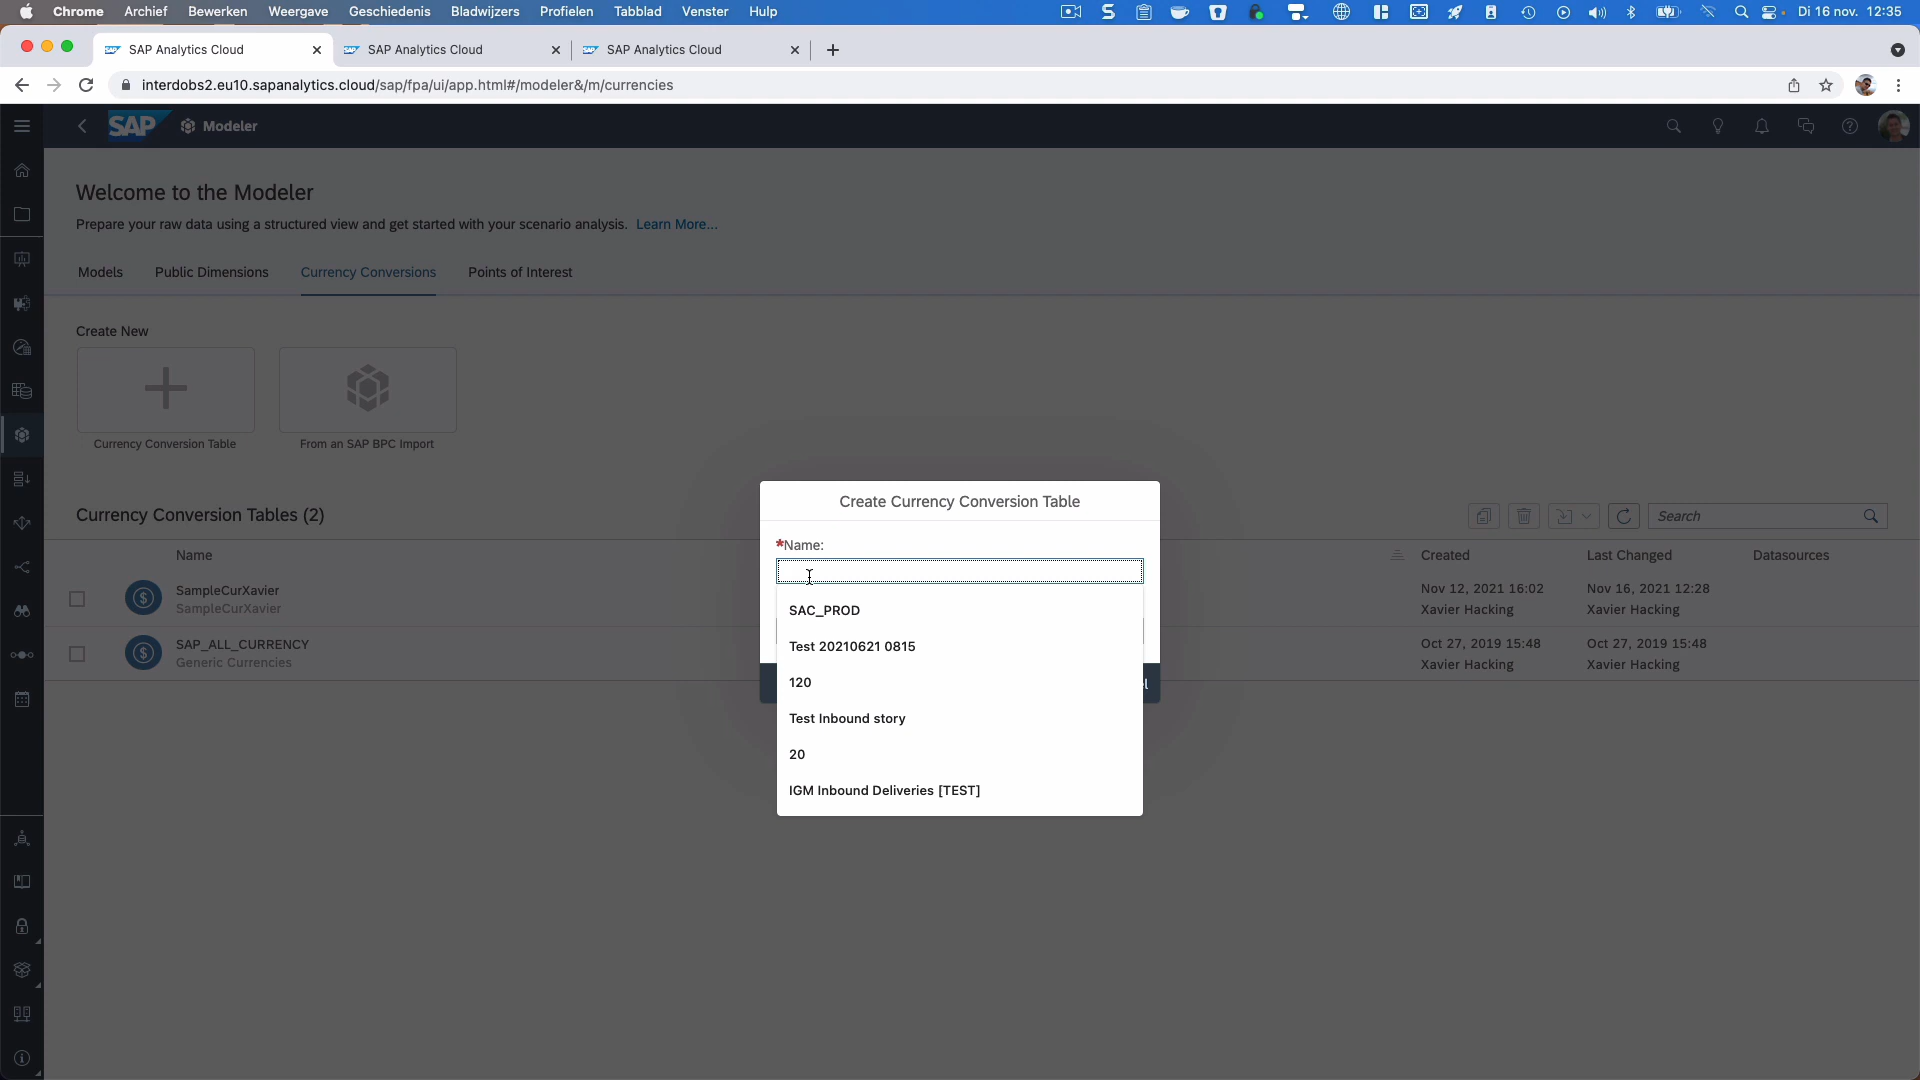 Chrome Archief Bewerken Weergave Geschiedenis Bladwijzers Profielen Tabblad Venster Hulp Di 16 nov. 12:35
SAP Analytics Cloud SAP Analytics Cloud SAP Analytics Cloud
interdobs2.eu10.sapanalytics.cloud/sap/fpa/ui/app.html#/modeler&/m/currencies
SAP Modeler
Welcome to the Modeler
Prepare your raw data using a structured view and get started with your scenario analysis. Learn More...
Models Public Dimensions Currency Conversions Points of Interest
Create New
Currency Conversion Table From an SAP BPC Import
Currency Conversion Tables (2)
Search
Name Created Last Changed Datasources
SampleCurXavier Nov 12, 2021 16:02 Nov 16, 2021 12:28
SampleCurXavier Xavier Hacking Xavier Hacking
SAP_ALL_CURRENCY Oct 27, 2019 15:48 Oct 27, 2019 15:48
Generic Currencies Xavier Hacking Xavier Hacking
Create Currency Conversion Table
*Name:
SAC_PROD
Test 20210621 0815
120
Test Inbound story
20
IGM Inbound Deliveries [TEST]